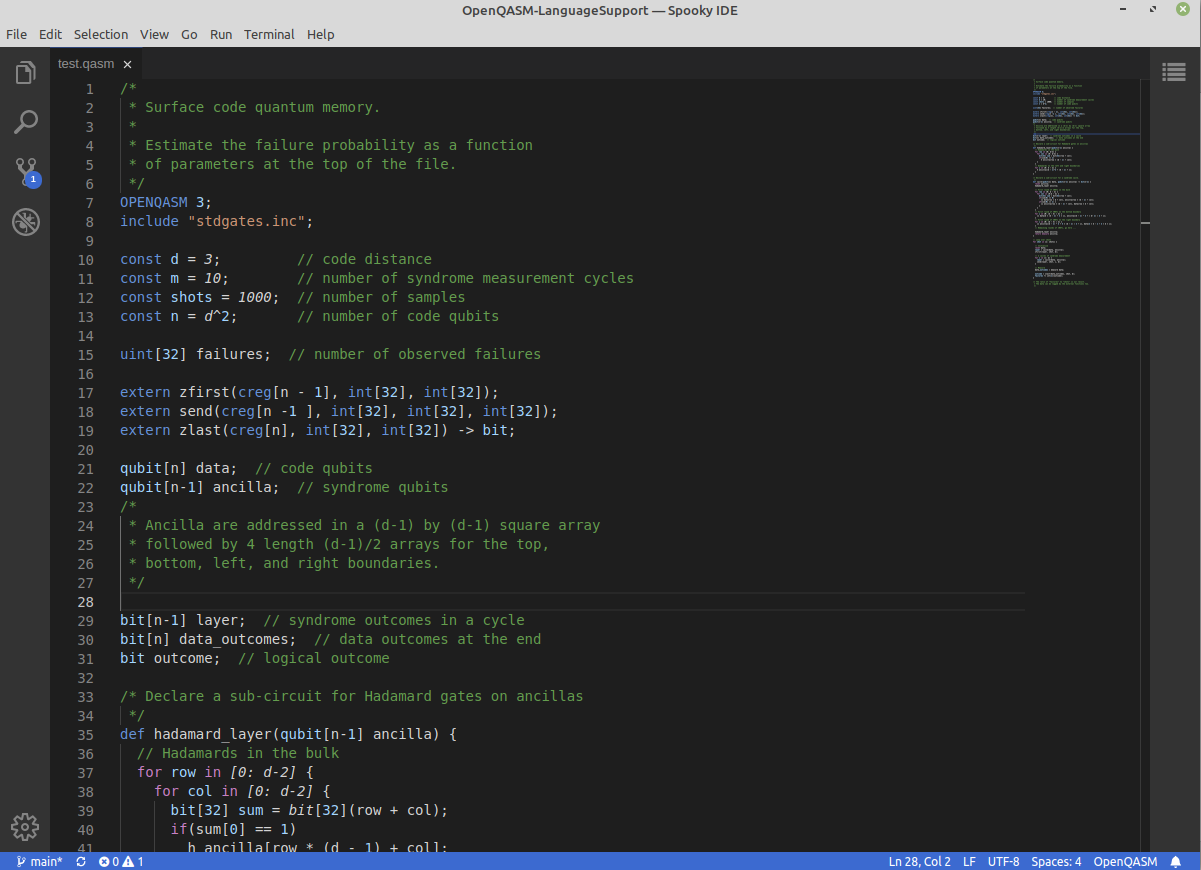 OpenQASM-LanguageSupport — Spooky IDE
File Edit Selection View Go Run Terminal Help
test.qasm
1 /*
2  * Surface code quantum memory.
3  *
4  * Estimate the failure probability as a function
5  * of parameters at the top of the file.
6  */
7 OPENQASM 3;
8 include "stdgates.inc";
9
10 const d = 3;         // code distance
11 const m = 10;        // number of syndrome measurement cycles
12 const shots = 1000;  // number of samples
13 const n = d^2;       // number of code qubits
14
15 uint[32] failures;  // number of observed failures
16
17 extern zfirst(creg[n - 1], int[32], int[32]);
18 extern send(creg[n -1 ], int[32], int[32], int[32]);
19 extern zlast(creg[n], int[32], int[32]) -> bit;
20
21 qubit[n] data;  // code qubits
22 qubit[n-1] ancilla;  // syndrome qubits
23 /*
24  * Ancilla are addressed in a (d-1) by (d-1) square array
25  * followed by 4 length (d-1)/2 arrays for the top,
26  * bottom, left, and right boundaries.
27  */
28
29 bit[n-1] layer;  // syndrome outcomes in a cycle
30 bit[n] data_outcomes;  // data outcomes at the end
31 bit outcome;  // logical outcome
32
33 /* Declare a sub-circuit for Hadamard gates on ancillas
34  */
35 def hadamard_layer(qubit[n-1] ancilla) {
36   // Hadamards in the bulk
37   for row in [0: d-2] {
38     for col in [0: d-2] {
39       bit[32] sum = bit[32](row + col);
40       if(sum[0] == 1)
41         h ancilla[row * (d - 1) + col];
1
main* 0 1 Ln 28, Col 2 LF UTF-8 Spaces: 4 OpenQASM